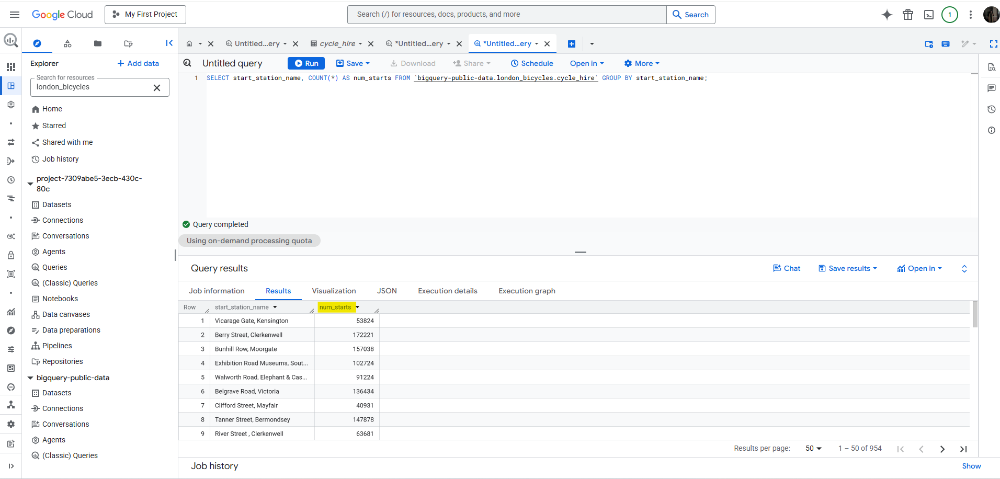 Google Cloud
My First Project
Search (/) for resources, docs, products, and more
Search
1
Untitled...ery
cycle_hire
*Untitled...ery
*Untitled...ery
Explorer
Add data
Search for resources
london_bicycles
Home
Starred
Shared with me
Job history
project-7309abe5-3ecb-430c-
80c
Datasets
Connections
Conversations
Agents
Queries
(Classic) Queries
Notebooks
Data canvases
Data preparations
Pipelines
Repositories
bigquery-public-data
Datasets
Connections
Conversations
Agents
(Classic) Queries
Untitled query
Run
Save
Download
Share
Schedule
Open in
More
1 SELECT start_station_name, COUNT(*) AS num_starts FROM `bigquery-public-data.london_bicycles.cycle_hire` GROUP BY start_station_name;
Query completed
Using on-demand processing quota
Query results
Chat
Save results
Open in
Job information Results Visualization JSON Execution details Execution graph
Row start_station_name num_starts
1 Vicarage Gate, Kensington 53824
2 Berry Street, Clerkenwell 172221
3 Bunhill Row, Moorgate 157038
4 Exhibition Road Museums, Sout... 102724
5 Walworth Road, Elephant & Cas... 91224
6 Belgrave Road, Victoria 136434
7 Clifford Street, Mayfair 40931
8 Tanner Street, Bermondsey 147878
9 River Street , Clerkenwell 63681
Results per page: 50 1 – 50 of 954
Job history
Show